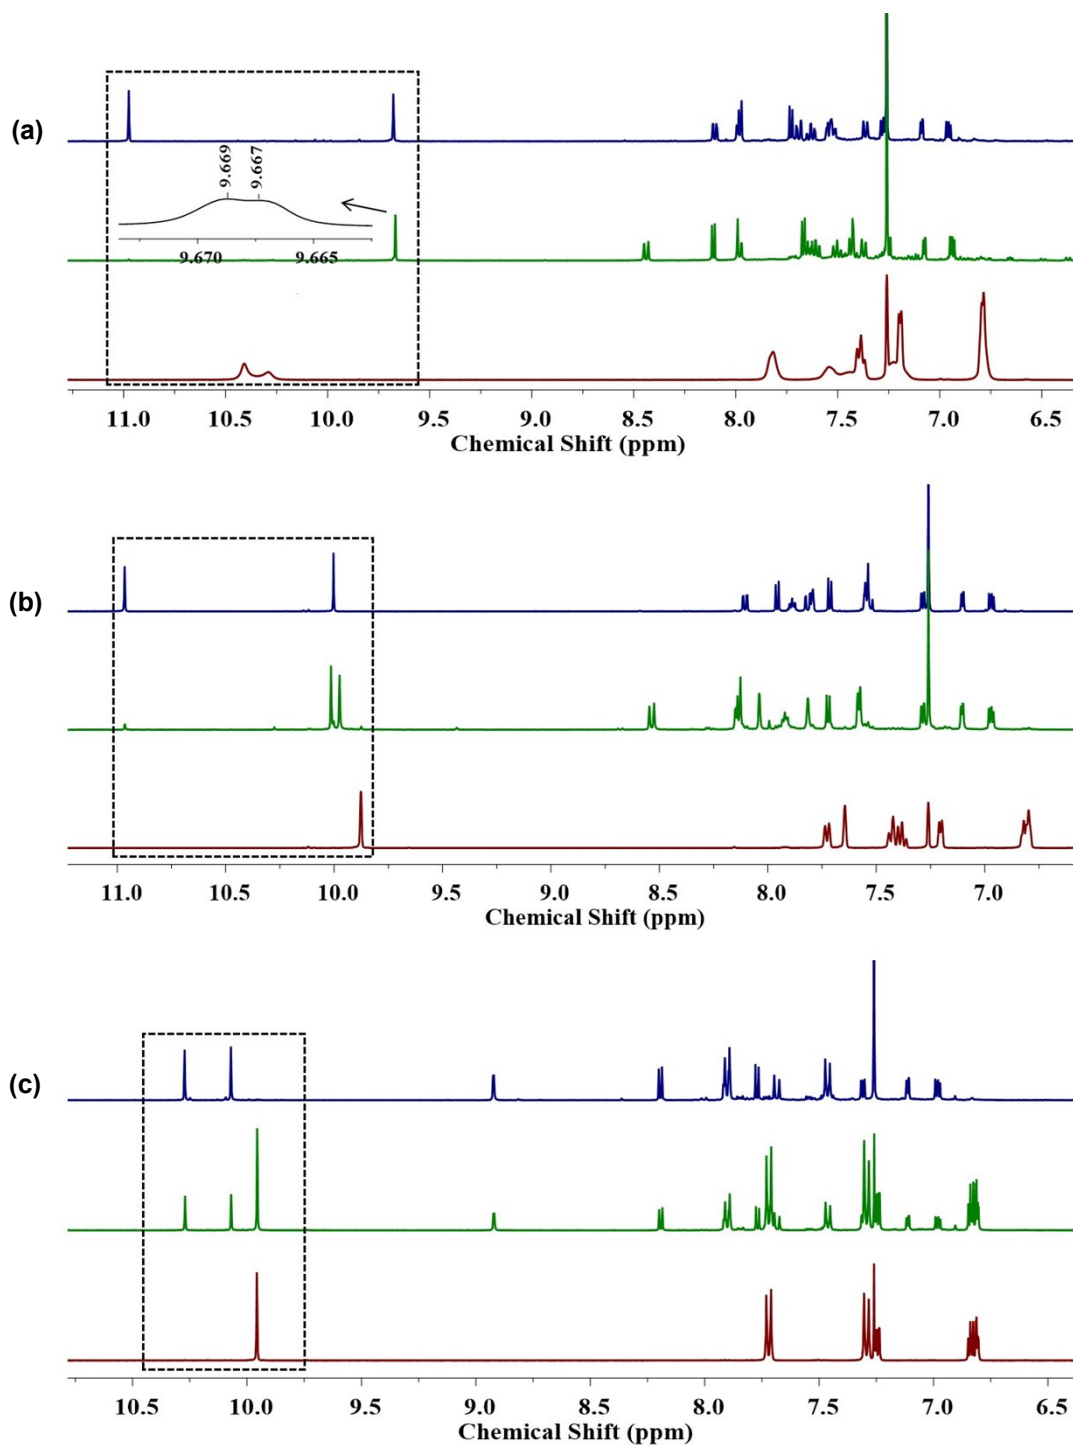 (a)
9.669
9.667
9.670 9.665
11.0 10.5 10.0 9.5 9.0 8.5 8.0 7.5 7.0 6.5
Chemical Shift (ppm)
(b)
11.0 10.5 10.0 9.5 9.0 8.5 8.0 7.5 7.0
Chemical Shift (ppm)
(c)
10.5 10.0 9.5 9.0 8.5 8.0 7.5 7.0 6.5
Chemical Shift (ppm)